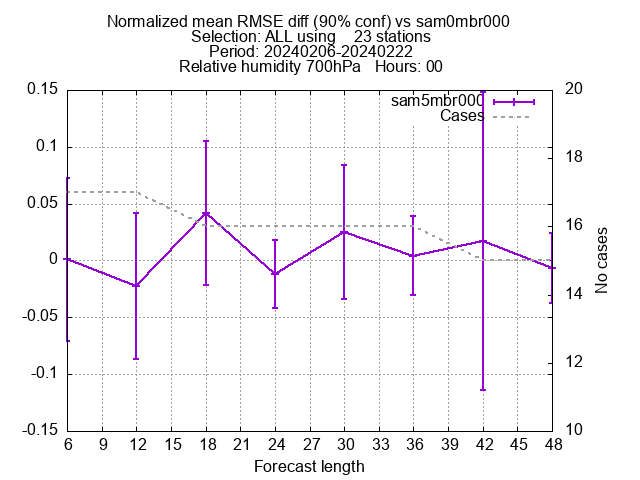 Normalized mean RMSE diff (90% conf) vs sam0mbr000
Selection: ALL using    23 stations
Period: 20240206-20240222
Relative humidity 700hPa   Hours: 00
sam5mbr000
Cases
0.15
0.1
0.05
0
-0.05
-0.1
-0.15
20
18
16
14
12
10
No cases
6 9 12 15 18 21 24 27 30 33 36 39 42 45 48
Forecast length